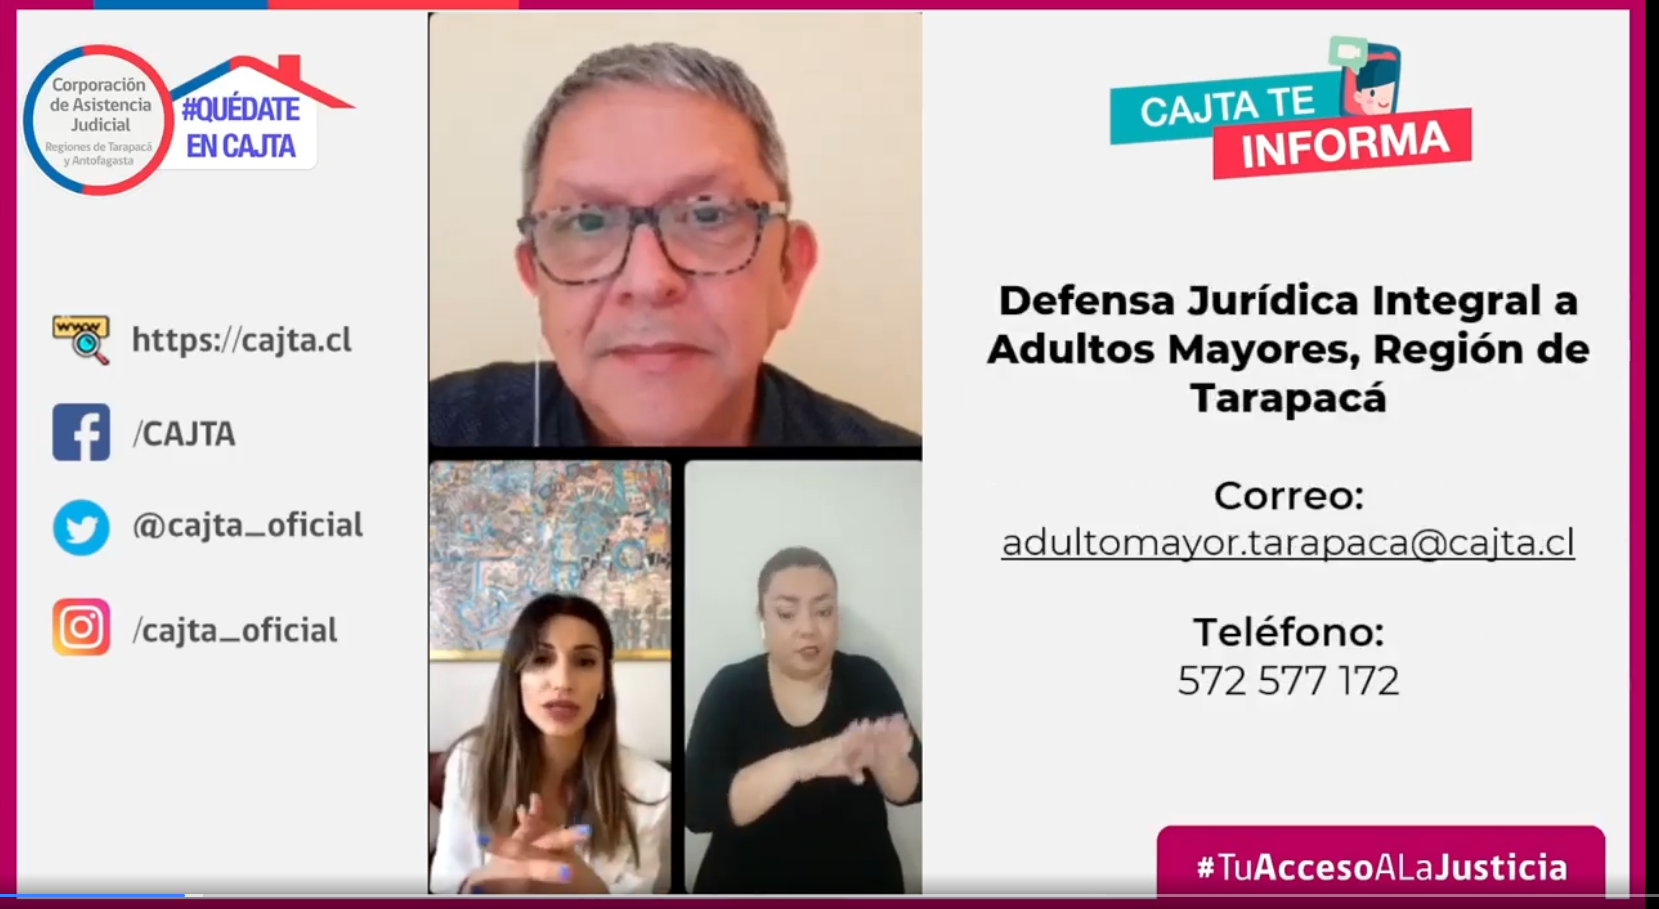 Corporación
de Asistencia
Judicial
Regiones de Tarapacá
y Antofagasta
#QUÉDATE
EN CAJTA
www
https://cajta.cl
/CAJTA
@cajta_oficial
/cajta_oficial
CAJTA TE
INFORMA
Defensa Jurídica Integral a
Adultos Mayores, Región de
Tarapacá
Correo:
adultomayor.tarapaca@cajta.cl
Teléfono:
572 577 172
#TuAccesoALaJusticia